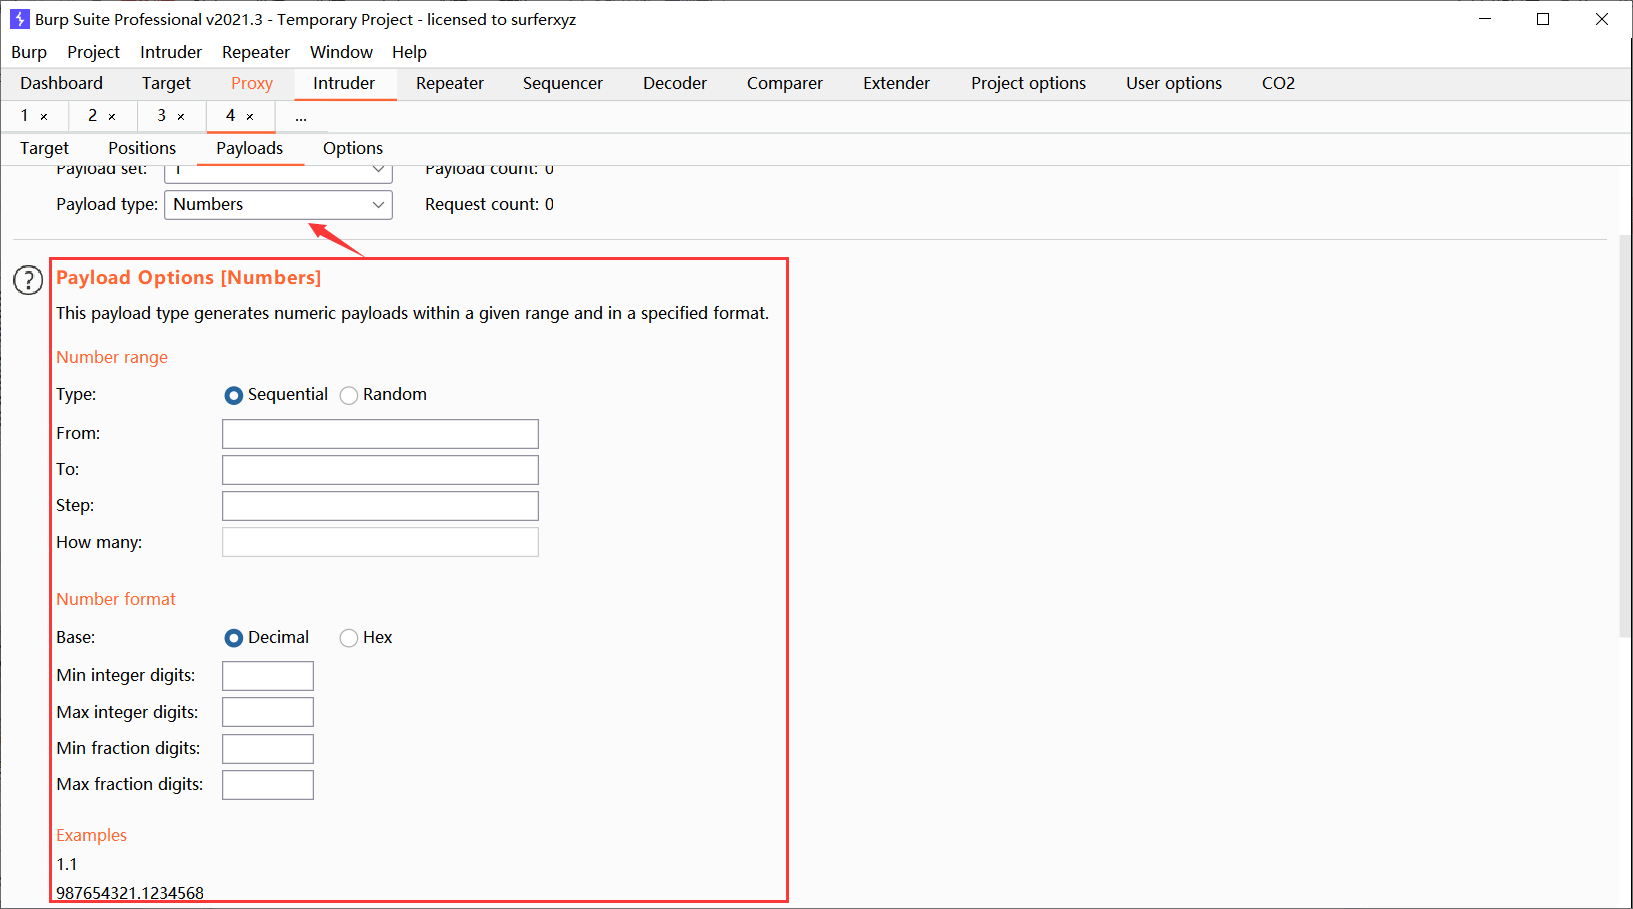 Burp Suite Professional v2021.3 - Temporary Project - licensed to surferxyz
Burp Project Intruder Repeater Window Help
Dashboard Target Proxy Intruder Repeater Sequencer Decoder Comparer Extender Project options User options CO2
1 × 2 × 3 × 4 × ...
Target Positions Payloads Options
Payload set: 1 Payload count: 0
Payload type: Numbers Request count: 0
? Payload Options [Numbers]
This payload type generates numeric payloads within a given range and in a specified format.
Number range
Type: Sequential Random
From:
To:
Step:
How many:
Number format
Base: Decimal Hex
Min integer digits:
Max integer digits:
Min fraction digits:
Max fraction digits:
Examples
1.1
987654321.1234568